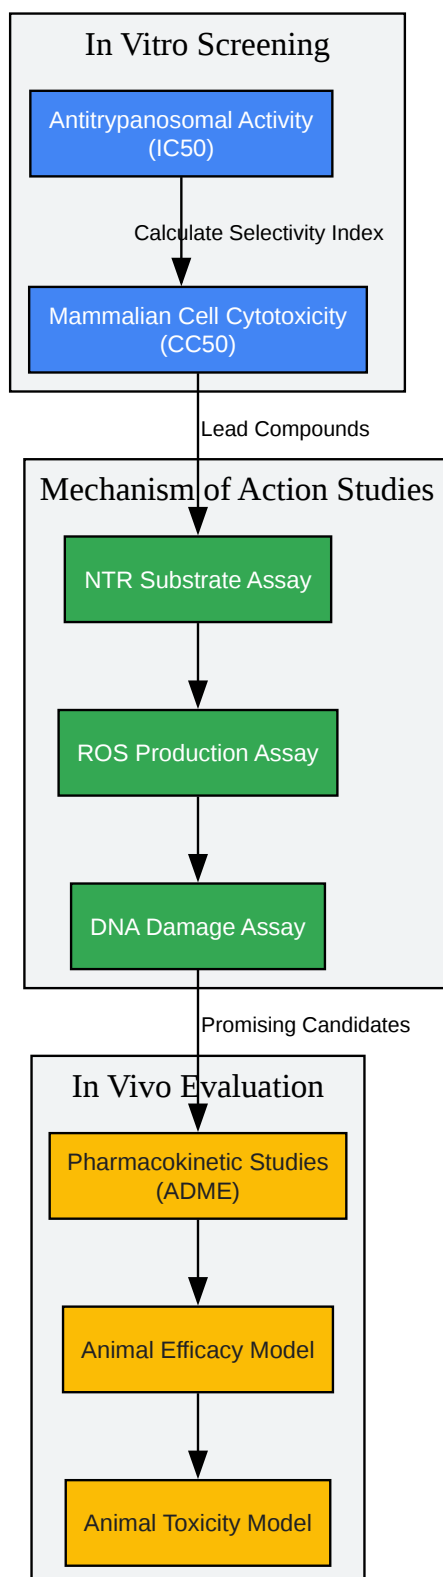 In Vitro Screening
Antitrypanosomal Activity
(IC50)
Calculate Selectivity Index
Mammalian Cell Cytotoxicity
(CC50)
Lead Compounds
Mechanism of Action Studies
NTR Substrate Assay
ROS Production Assay
DNA Damage Assay
Promising Candidates
In Vivo Evaluation
Pharmacokinetic Studies
(ADME)
Animal Efficacy Model
Animal Toxicity Model